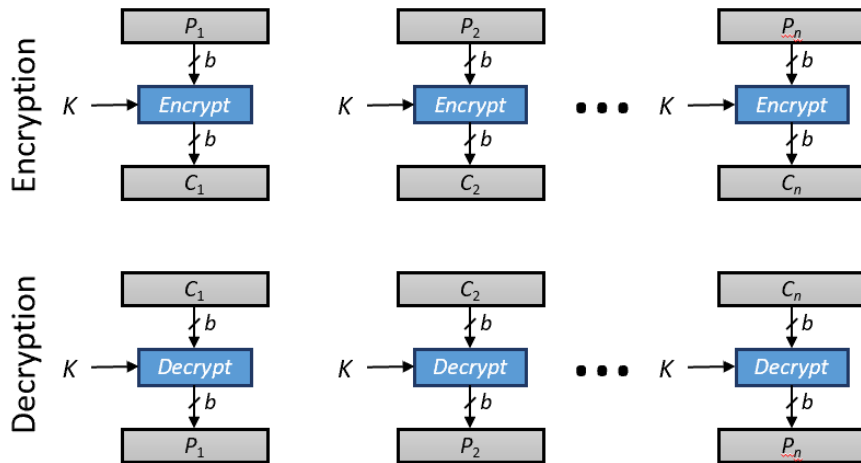 Encryption
P1 P2 Pn
b b b
K Encrypt K Encrypt ••• K Encrypt
b b b
C1 C2 Cn
Decryption
C1 C2 Cn
b b b
K Decrypt K Decrypt ••• K Decrypt
b b b
P1 P2 Pn